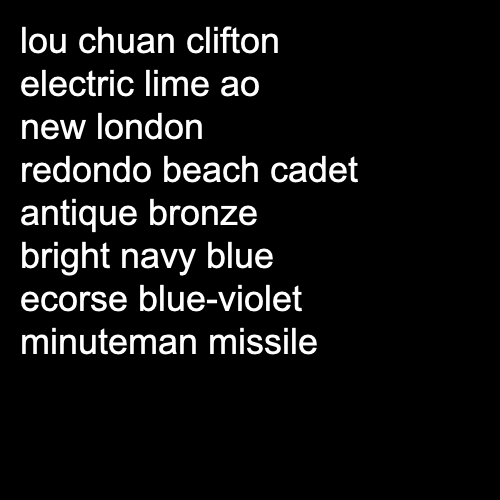 lou chuan clifton
electric lime ao
new london
redondo beach cadet
antique bronze
bright navy blue
ecorse blue-violet
minuteman missile